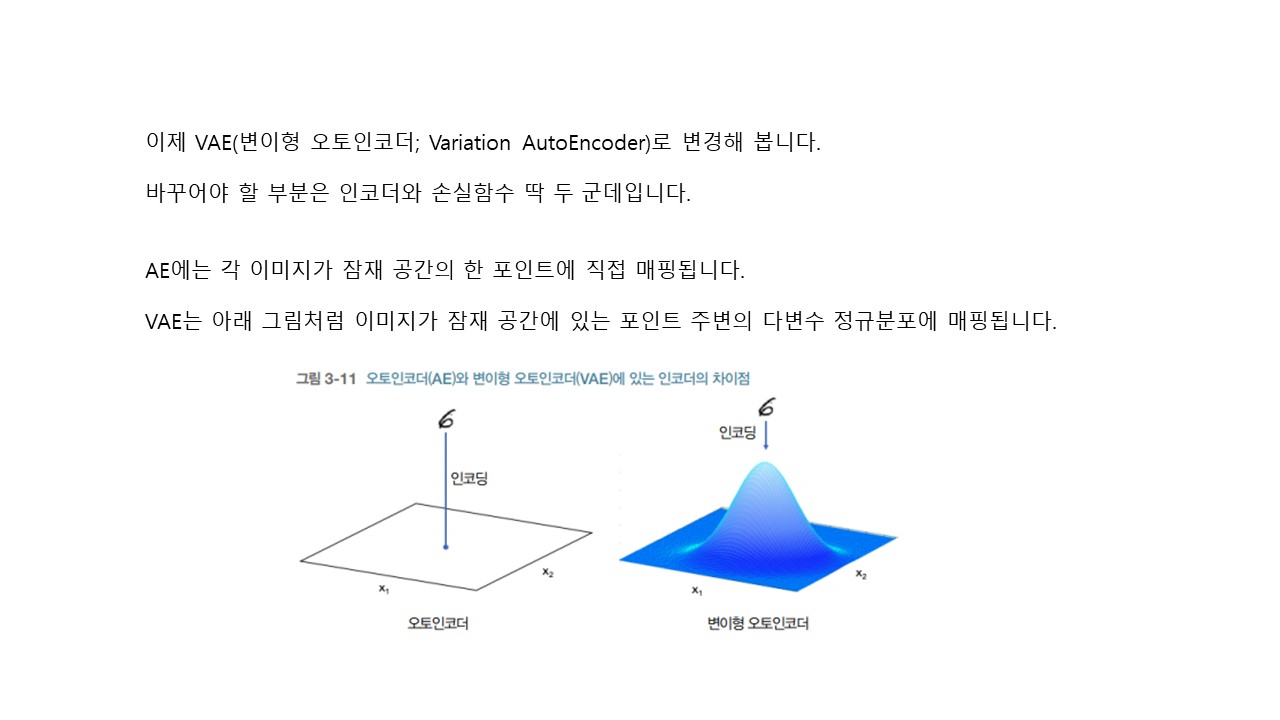 이제 VAE(변이형 오토인코더; Variation AutoEncoder)로 변경해 봅니다.
바꾸어야 할 부분은 인코더와 손실함수 딱 두 군데입니다.
AE에는 각 이미지가 잠재 공간의 한 포인트에 직접 매핑됩니다.
VAE는 아래 그림처럼 이미지가 잠재 공간에 있는 포인트 주변의 다변수 정규분포에 매핑됩니다.
그림 3-11 오토인코더(AE)와 변이형 오토인코더(VAE)에 있는 인코더의 차이점
6
인코딩
x₁
x₂
오토인코더
6
인코딩
x₁
x₂
변이형 오토인코더